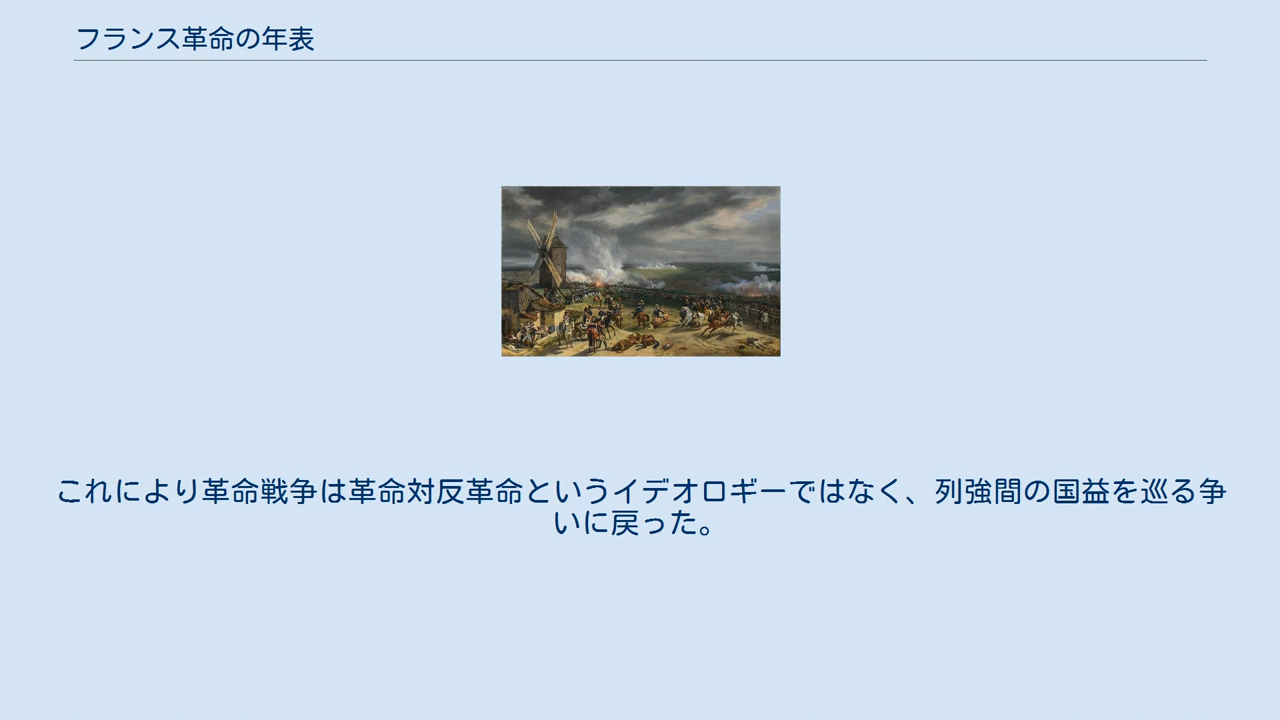 フランス革命の年表
これにより革命戦争は革命対反革命というイデオロギーではなく、列強間の国益を巡る争
いに戻った。